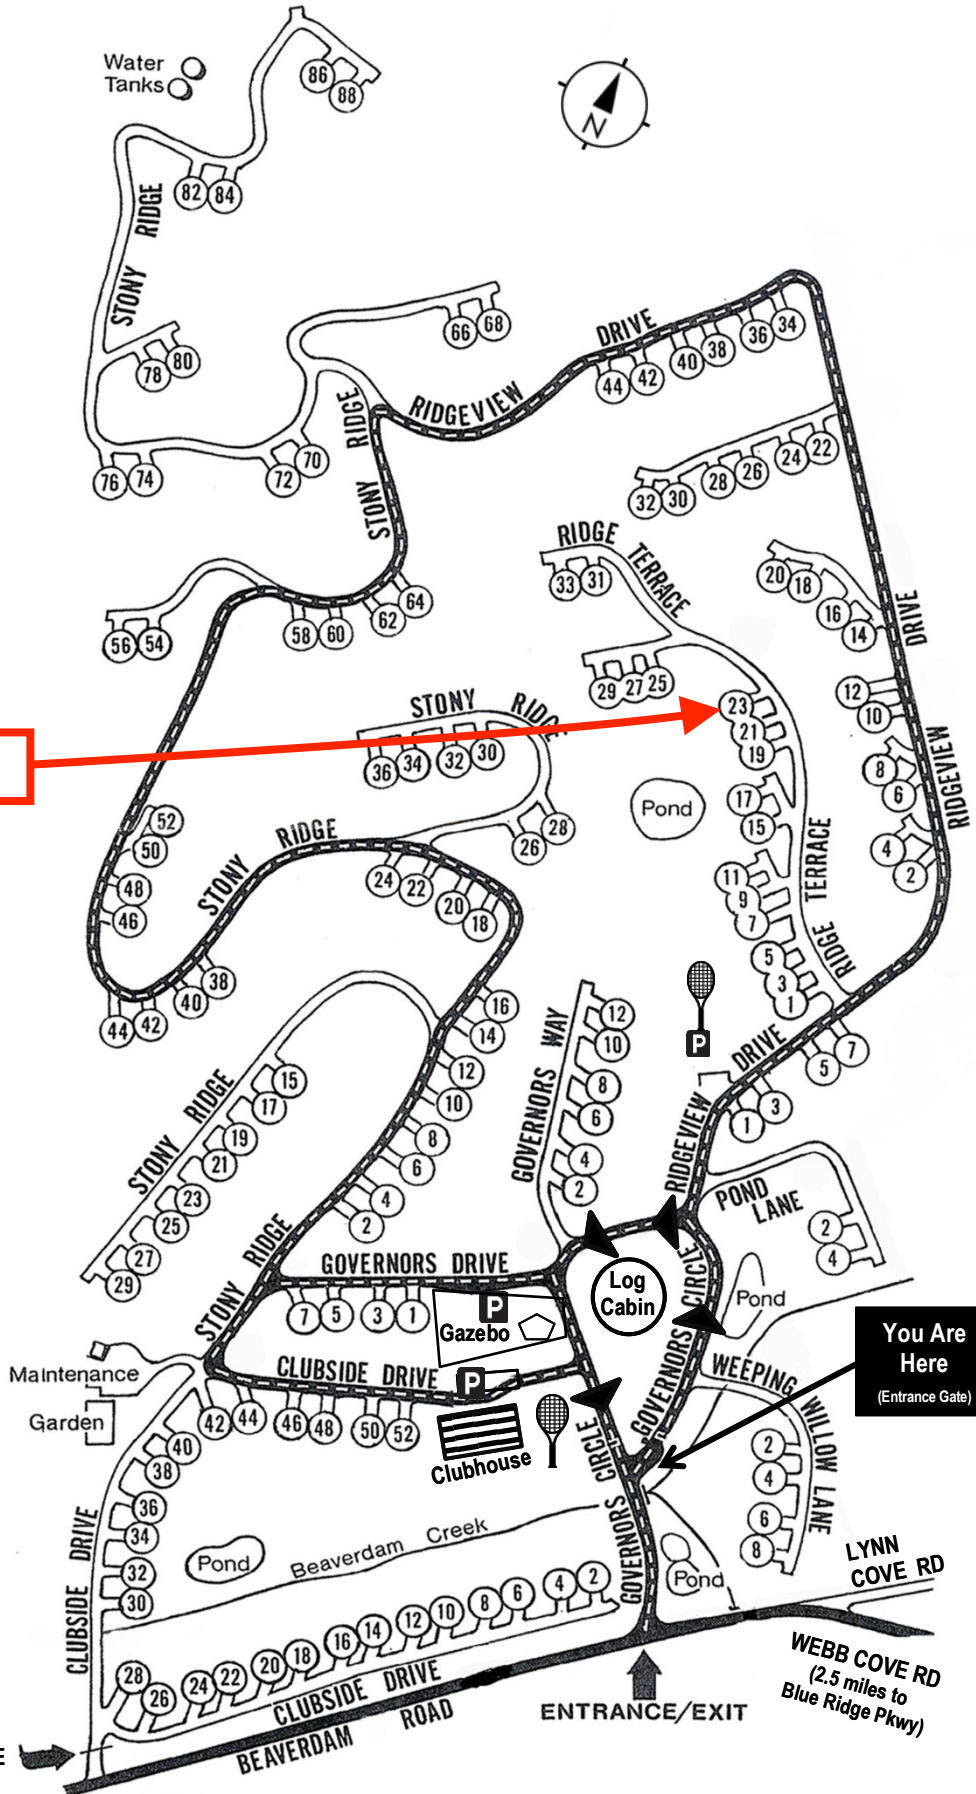 Water
Tanks
86
88
N
82
84
STONY RIDGE
66
68
78
80
DRIVE
34
36
38
40
42
44
RIDGEVIEW
STONY RIDGE
76
74
72
70
22
24
26
28
30
32
RIDGE TERRACE
33
31
20
18
16
14
DRIVE
56
54
58
60
62
64
29
27
25
23
21
19
12
10
STONY RIDGE
36
34
32
30
8
6
RIDGEVIEW
Pond
17
15
52
50
48
46
STONY RIDGE
28
26
24
22
20
18
4
2
11
9
7
5
3
1
RIDGE TERRACE
44
42
40
38
16
14
12
10
8
6
4
2
GOVERNORS WAY
12
10
8
6
4
2
P
RIDGEVIEW DRIVE
7
5
3
1
STONY RIDGE
15
17
19
21
23
25
27
29
POND
LANE
2
4
STONY RIDGE
GOVERNORS DRIVE
7
5
3
1
P
Gazebo
Log
Cabin
GOVERNORS CIRCLE
Pond
You Are
Here
(Entrance Gate)
Maintenance
Garden
CLUBSIDE DRIVE
P
42
44
46
48
50
52
Clubhouse
WEEPING WILLOW LANE
2
4
6
8
40
38
36
34
32
30
CLUBSIDE DRIVE
Pond
Beaverdam Creek
GOVERNORS CIRCLE
Pond
LYNN
COVE RD
28
26
24
22
20
18
16
14
12
10
8
6
4
2
CLUBSIDE DRIVE
BEAVERDAM ROAD
ENTRANCE/EXIT
WEBB COVE RD
(2.5 miles to
Blue Ridge Pkwy)
E